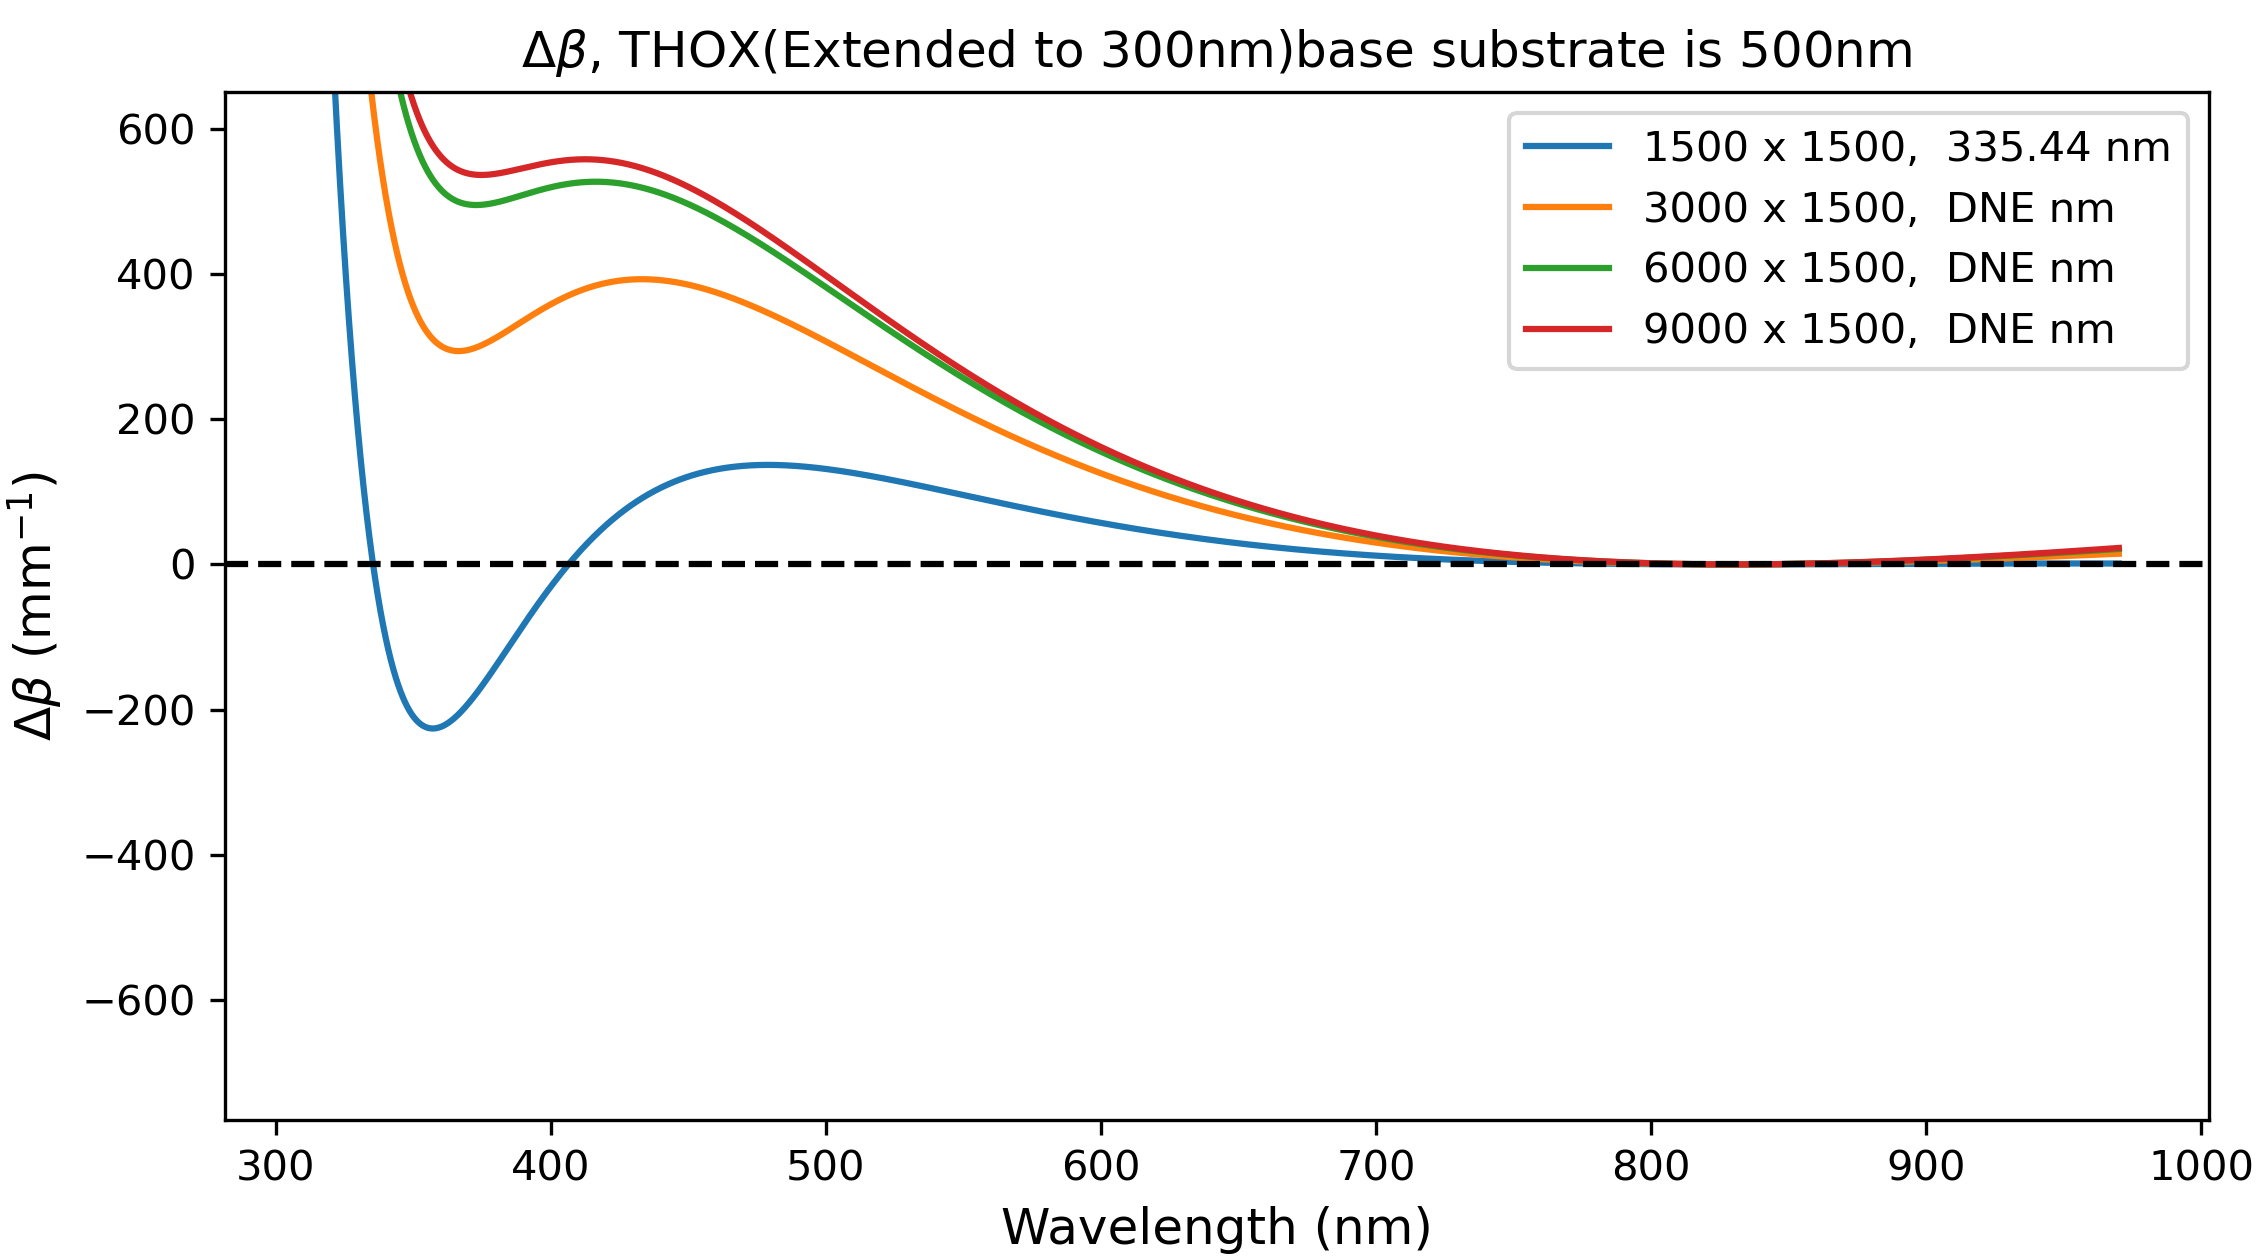 Δβ, THOX(Extended to 300nm)base substrate is 500nm
1500 x 1500,  335.44 nm
3000 x 1500,  DNE nm
6000 x 1500,  DNE nm
9000 x 1500,  DNE nm
Δβ (mm⁻¹)
600
400
200
0
−200
−400
−600
300 400 500 600 700 800 900 1000
Wavelength (nm)